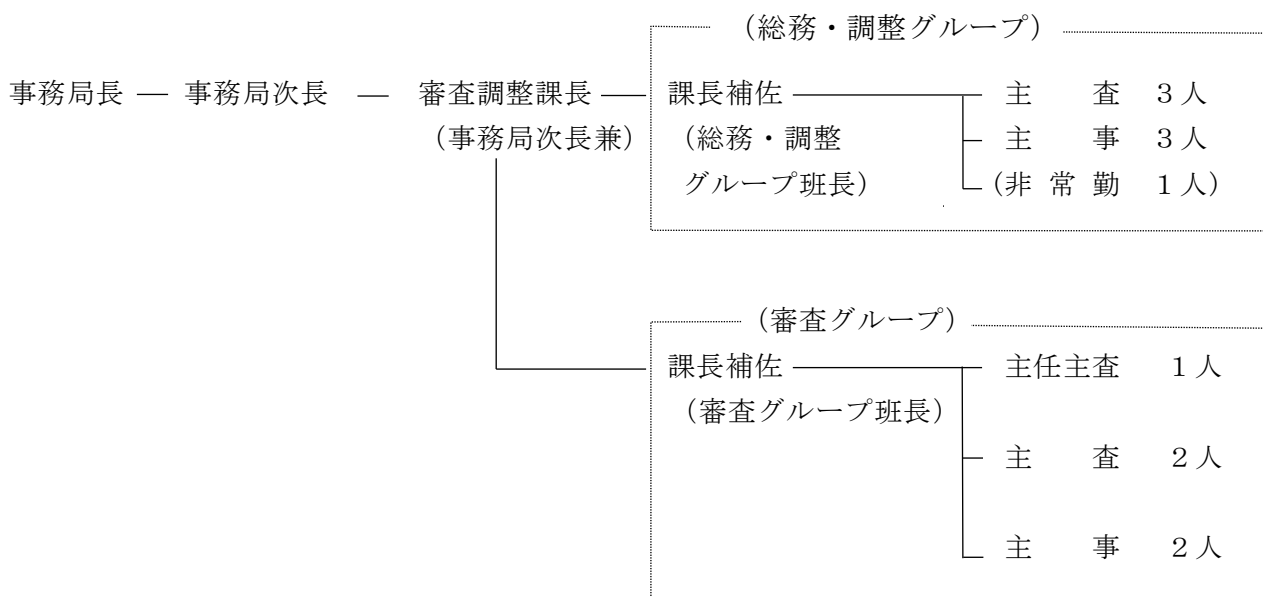 （総務・調整グループ）
事務局長 ― 事務局次長 ― 審査調整課長 課長補佐 主　査　３人
（事務局次長兼） （総務・調整 主　事　３人
グループ班長） （非 常 勤　１人）
（審査グループ）
課長補佐 主任主査　１人
（審査グループ班長）
主　査　２人
主　事　２人